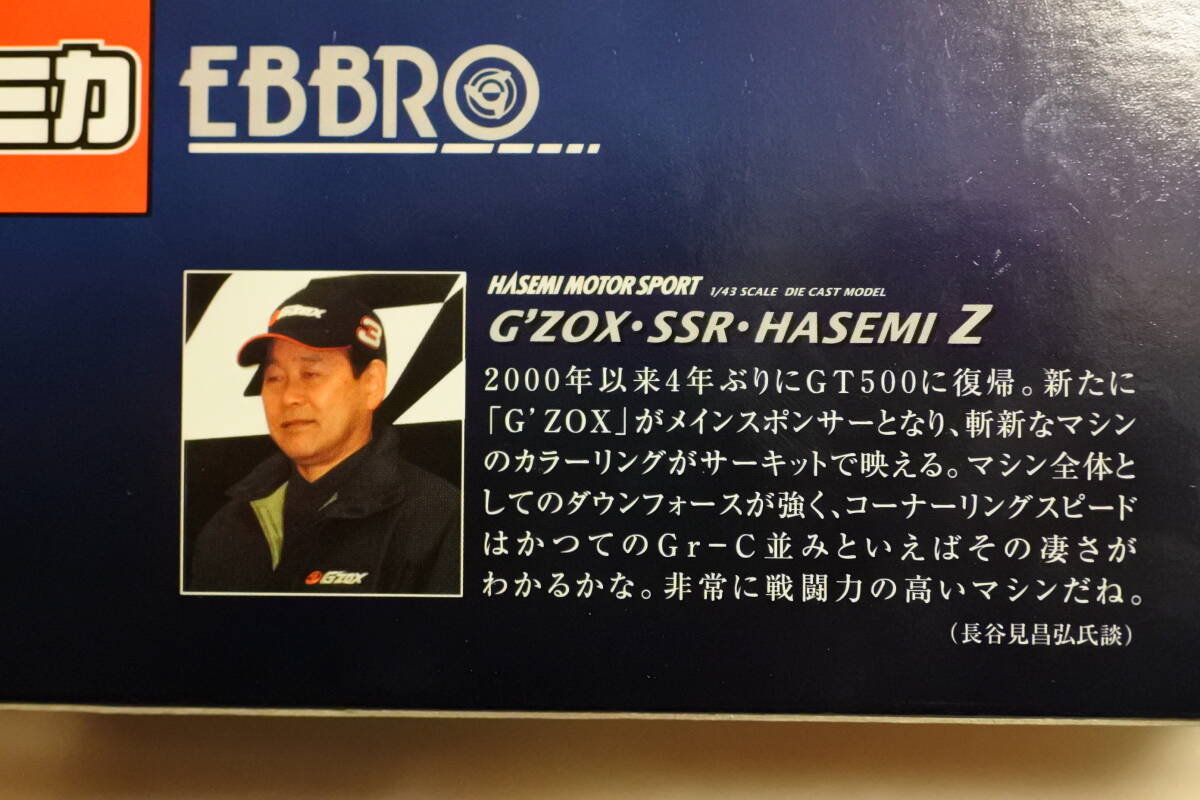 ニカ
EBBRO
G'ZOX
3
G'ZOX
HASEMI MOTOR SPORT 1/43 SCALE DIE CAST MODEL
G'ZOX・SSR・HASEMI Z
2000年以来4年ぶりにGT500に復帰。新たに
「G'ZOX」がメインスポンサーとなり、斬新なマシン
のカラーリングがサーキットで映える。マシン全体と
してのダウンフォースが強く、コーナーリングスピード
はかつてのGr-C並みといえばその凄さが
わかるかな。非常に戦闘力の高いマシンだね。
（長谷見昌弘氏談）